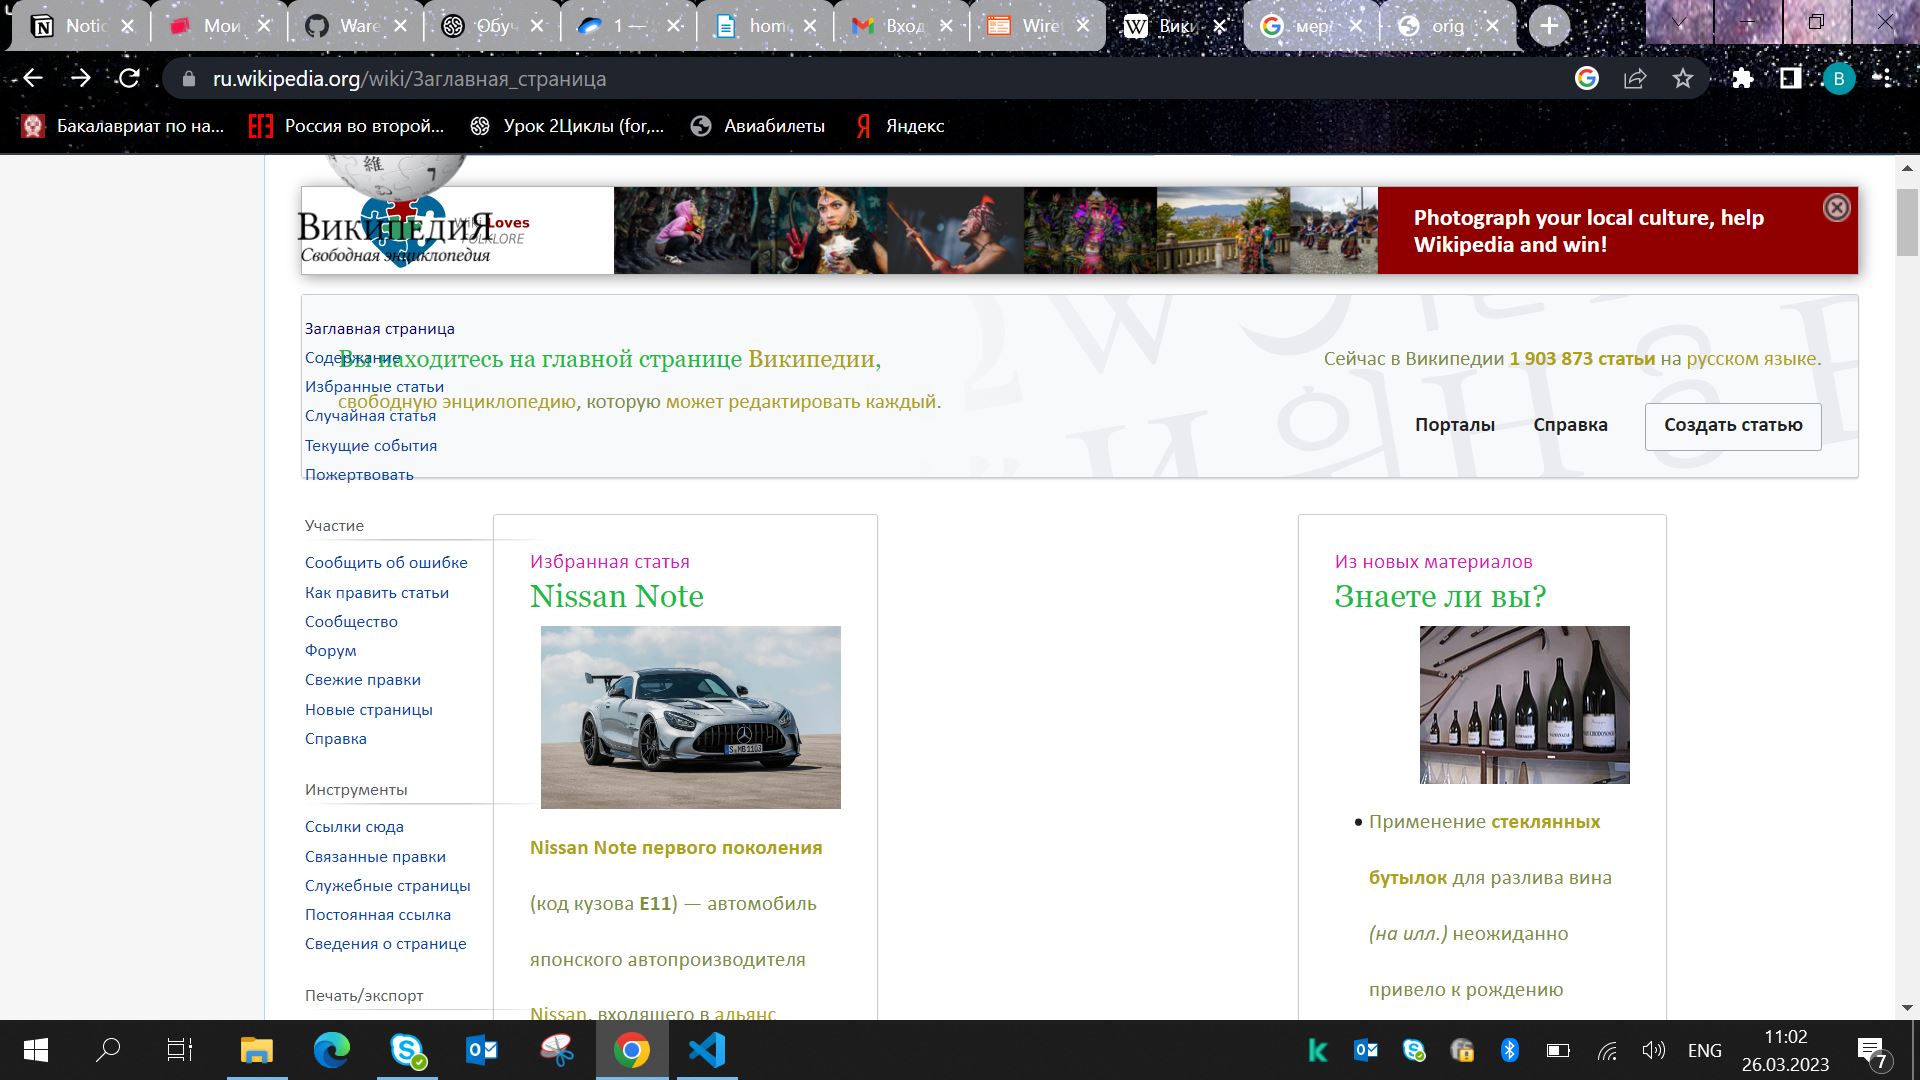 Notic
Мои
Ware
Обуч
1 —
hom
Вход
Wire
Вики
мер
orig
ru.wikipedia.org/wiki/Заглавная_страница
B
Бакалавриат по на...
Россия во второй...
Урок 2Циклы (for,...
Авиабилеты
Яндекс
ВикипедиЯ
Свободная энциклопедия
Wiki Loves
FOLKLORE
Photograph your local culture, help
Wikipedia and win!
Заглавная страница
Содержание
Избранные статьи
Случайная статья
Текущие события
Пожертвовать
Вы находитесь на главной странице Википедии,
свободную энциклопедию, которую может редактировать каждый.
Сейчас в Википедии 1 903 873 статьи на русском языке.
Порталы
Справка
Создать статью
Участие
Сообщить об ошибке
Как править статьи
Сообщество
Форум
Свежие правки
Новые страницы
Справка
Инструменты
Ссылки сюда
Связанные правки
Служебные страницы
Постоянная ссылка
Сведения о странице
Печать/экспорт
Избранная статья
Nissan Note
S MB 1103
Nissan Note первого поколения
(код кузова E11) — автомобиль
японского автопроизводителя
Nissan, входящего в альянс
Из новых материалов
Знаете ли вы?
Применение стеклянных
бутылок для разлива вина
(на илл.) неожиданно
привело к рождению
ENG
11:02
26.03.2023
7